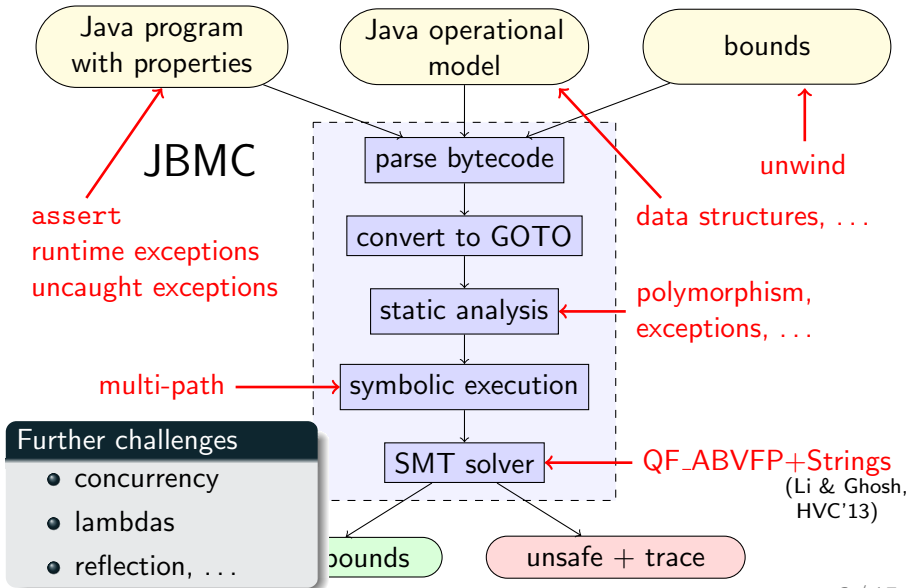 Java program
with properties
Java operational
model
bounds
JBMC
parse bytecode
unwind
assert
runtime exceptions
uncaught exceptions
data structures, ...
convert to GOTO
static analysis
polymorphism,
exceptions, ...
multi-path
symbolic execution
Further challenges
concurrency
lambdas
reflection, ...
SMT solver
QF_ABVFP+Strings
(Li & Ghosh,
HVC'13)
bounds
unsafe + trace